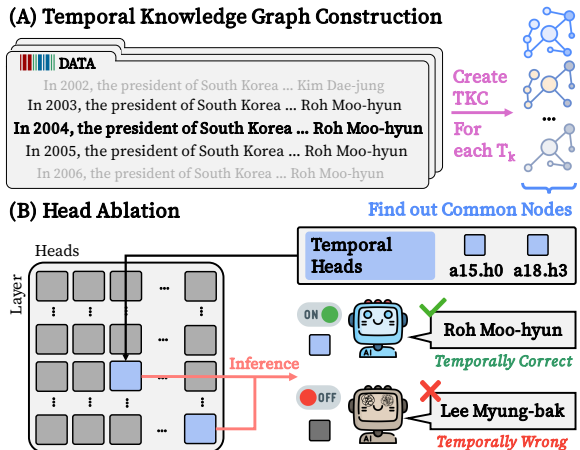 (A) Temporal Knowledge Graph Construction
DATA
In 2002, the president of South Korea ... Kim Dae-jung
In 2003, the president of South Korea ... Roh Moo-hyun
In 2004, the president of South Korea ... Roh Moo-hyun
In 2005, the president of South Korea ... Roh Moo-hyun
In 2006, the president of South Korea ... Roh Moo-hyun
Create
TKC
For
each Tk
...
Find out Common Nodes
(B) Head Ablation
Heads
Layer
...
...
...
...
Temporal
Heads
a15.h0
a18.h3
Inference
ON
AI
Roh Moo-hyun
Temporally Correct
OFF
AI
Lee Myung-bak
Temporally Wrong